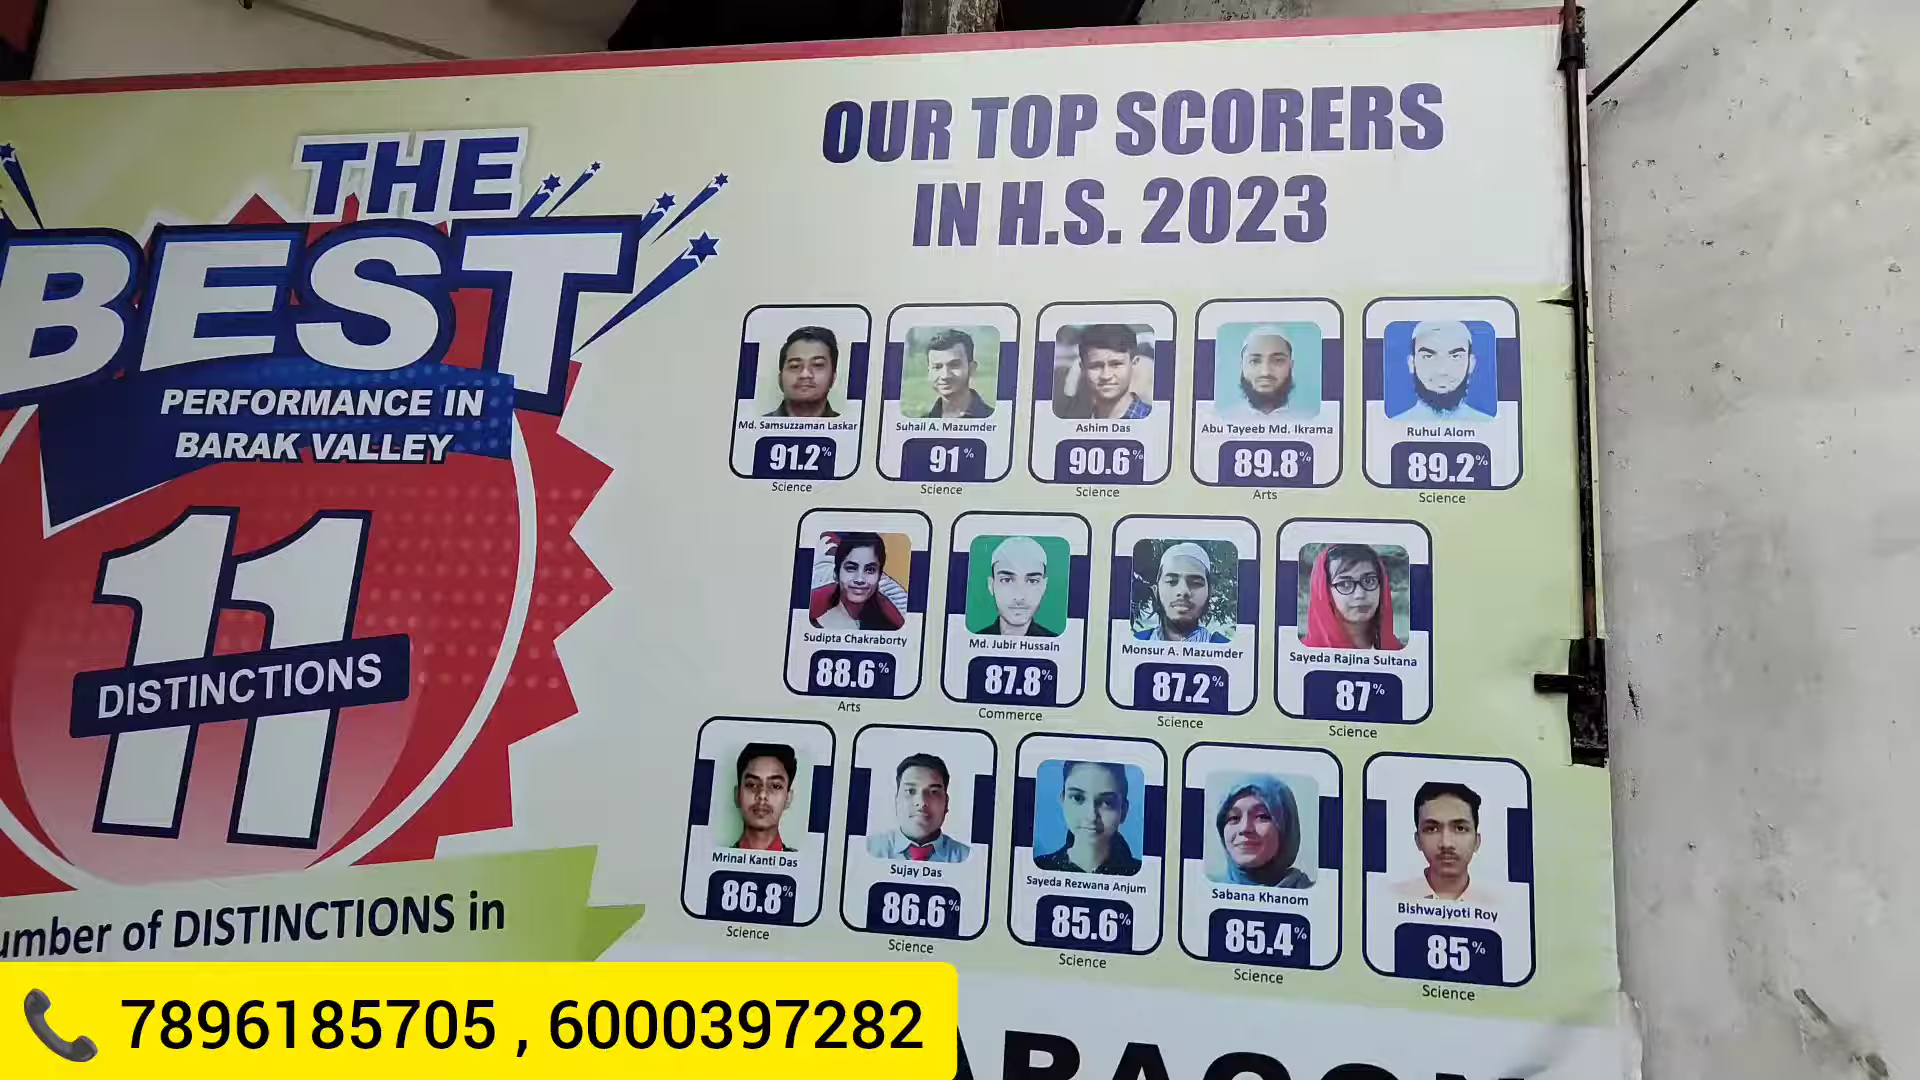 THE
BEST
PERFORMANCE IN
BARAK VALLEY
11
DISTINCTIONS
number of DISTINCTIONS in
OUR TOP SCORERS
IN H.S. 2023
Md. Samsuzzaman Laskar
91.2%
Science
Suhail A. Mazumder
91%
Science
Ashim Das
90.6%
Science
Abu Tayeeb Md. Ikrama
89.8%
Arts
Ruhul Alom
89.2%
Science
Sudipta Chakraborty
88.6%
Arts
Md. Jubir Hussain
87.8%
Commerce
Monsur A. Mazumder
87.2%
Science
Sayeda Rajina Sultana
87%
Science
Mrinal Kanti Das
86.8%
Science
Sujay Das
86.6%
Science
Sayeda Rezwana Anjum
85.6%
Science
Sabana Khanom
85.4%
Science
Bishwajyoti Roy
85%
Science
7896185705 , 6000397282